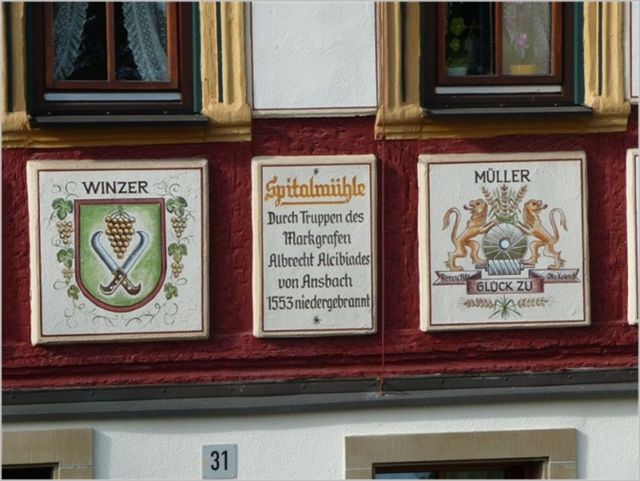 WINZER
Spitalmühle
Durch Truppen des
Markgrafen
Albrecht Alcibiades
von Ansbach
1553 niedergebrannt
MÜLLER
GLÜCK ZU
31